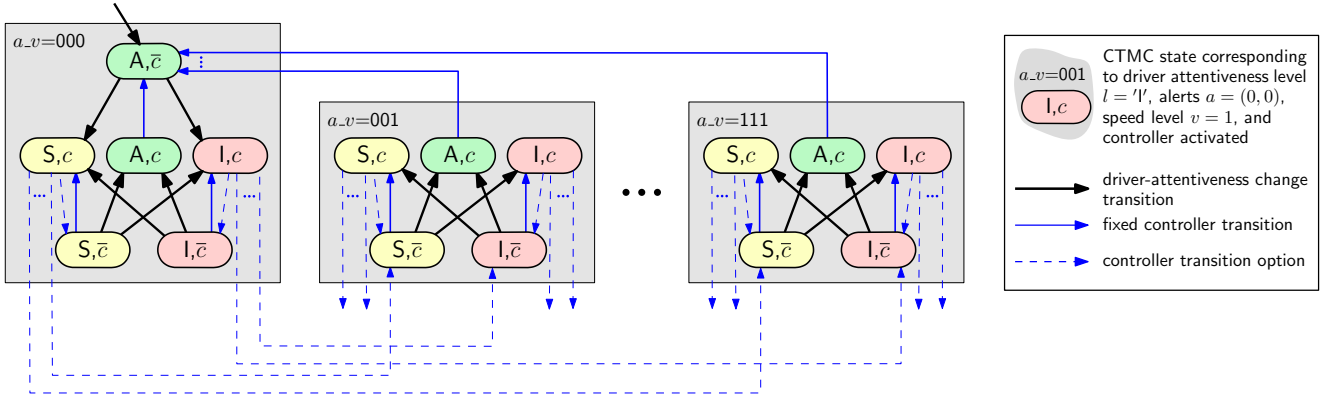 a_v=000
A,c̅
S,c
A,c
I,c
...
...
...
S,c̅
I,c̅
a_v=001
S,c
A,c
I,c
...
...
S,c̅
I,c̅
• • •
a_v=111
S,c
A,c
I,c
...
...
S,c̅
I,c̅
a_v=001
I,c
CTMC state corresponding
to driver attentiveness level
l = 'I', alerts a = (0, 0),
speed level v = 1, and
controller activated
driver-attentiveness change
transition
fixed controller transition
controller transition option